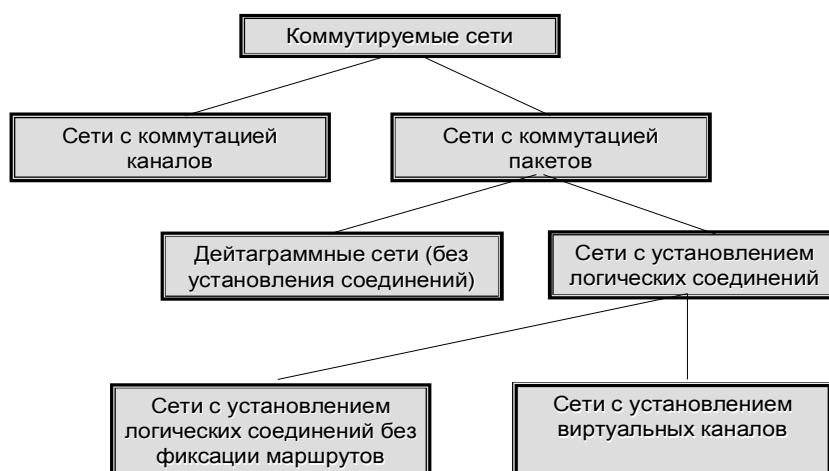 Коммутируемые сети
Сети с коммутацией
каналов
Сети с коммутацией
пакетов
Дейтаграммные сети (без
установления соединений)
Сети с установлением
логических соединений
Сети с установлением
логических соединений без
фиксации маршрутов
Сети с установлением
виртуальных каналов